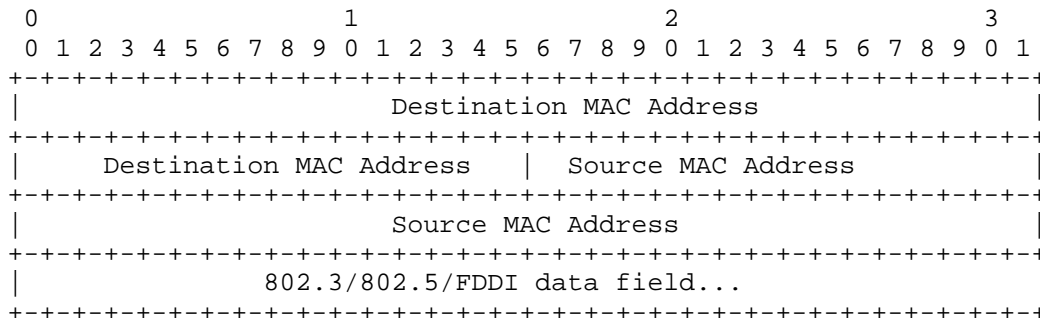 0                   1                   2                   3
 0 1 2 3 4 5 6 7 8 9 0 1 2 3 4 5 6 7 8 9 0 1 2 3 4 5 6 7 8 9 0 1
+-+-+-+-+-+-+-+-+-+-+-+-+-+-+-+-+-+-+-+-+-+-+-+-+-+-+-+-+-+-+-+-+
|                       Destination MAC Address                 |
+-+-+-+-+-+-+-+-+-+-+-+-+-+-+-+-+-+-+-+-+-+-+-+-+-+-+-+-+-+-+-+-+
|     Destination MAC Address   |  Source MAC Address           |
+-+-+-+-+-+-+-+-+-+-+-+-+-+-+-+-+-+-+-+-+-+-+-+-+-+-+-+-+-+-+-+-+
|                       Source MAC Address                      |
+-+-+-+-+-+-+-+-+-+-+-+-+-+-+-+-+-+-+-+-+-+-+-+-+-+-+-+-+-+-+-+-+
|               802.3/802.5/FDDI data field...
+-+-+-+-+-+-+-+-+-+-+-+-+-+-+-+-+-+-+-+-+-+-+-+-+-+-+-+-+-+-+-+-+